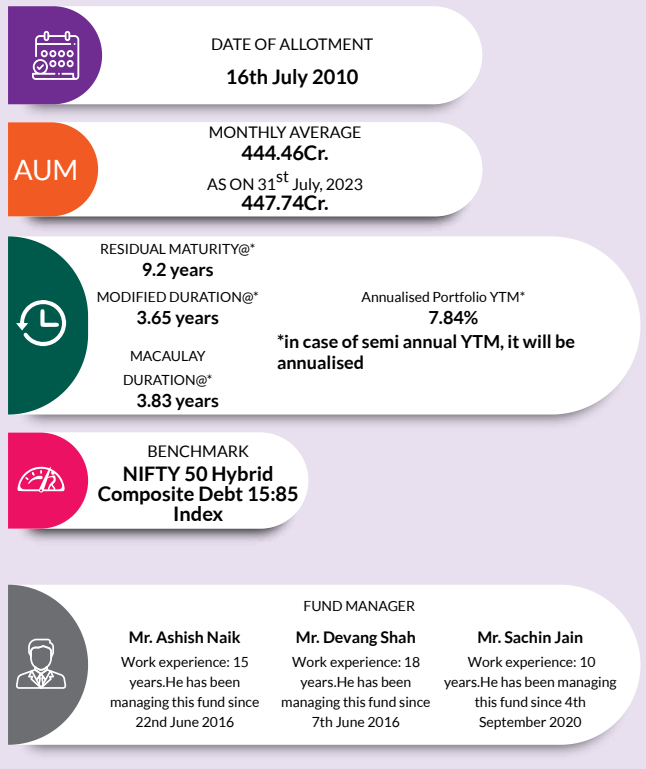 DATE OF ALLOTMENT
16th July 2010
AUM
MONTHLY AVERAGE
444.46Cr.
AS ON 31st July, 2023
447.74Cr.
RESIDUAL MATURITY@*
9.2 years
MODIFIED DURATION@*
3.65 years
MACAULAY
DURATION@*
3.83 years
Annualised Portfolio YTM*
7.84%
*in case of semi annual YTM, it will be
annualised
BENCHMARK
NIFTY 50 Hybrid
Composite Debt 15:85
Index
FUND MANAGER
Mr. Ashish Naik
Work experience: 15
years.He has been
managing this fund since
22nd June 2016
Mr. Devang Shah
Work experience: 18
years.He has been
managing this fund since
7th June 2016
Mr. Sachin Jain
Work experience: 10
years.He has been managing
this fund since 4th
September 2020